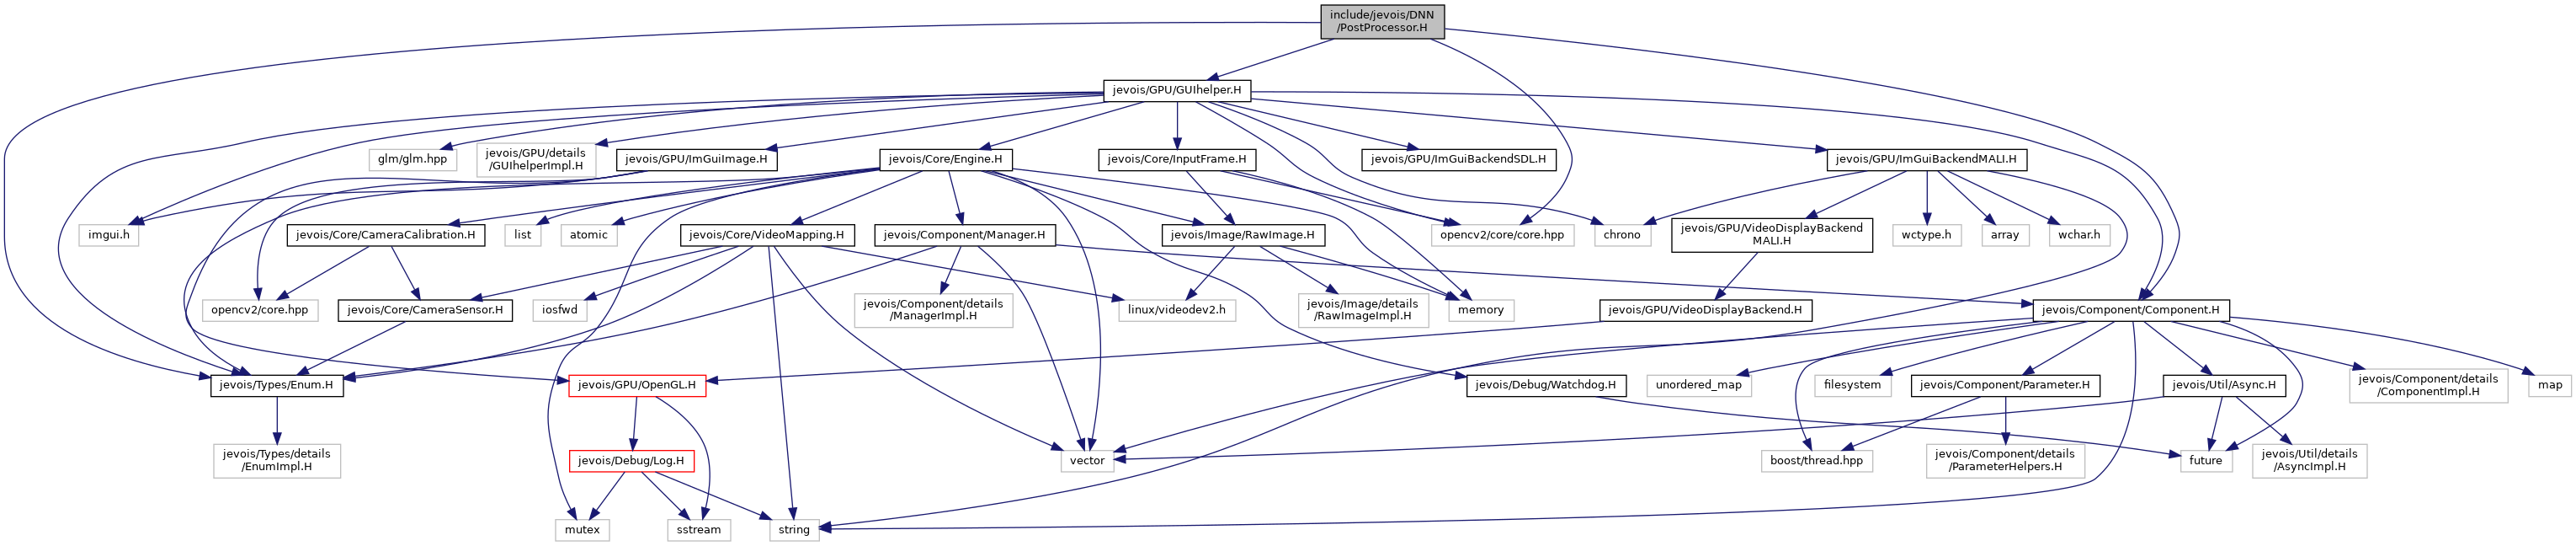 include/jevois/DNN
/PostProcessor.H
jevois/GPU/GUIhelper.H
glm/glm.hpp
jevois/GPU/details
/GUIhelperImpl.H
jevois/GPU/ImGuiImage.H
jevois/Core/Engine.H
jevois/Core/InputFrame.H
jevois/GPU/ImGuiBackendSDL.H
jevois/GPU/ImGuiBackendMALI.H
imgui.h
jevois/Core/CameraCalibration.H
list
atomic
jevois/Core/VideoMapping.H
jevois/Component/Manager.H
jevois/Image/RawImage.H
opencv2/core/core.hpp
chrono
jevois/GPU/VideoDisplayBackend
MALI.H
wctype.h
array
wchar.h
opencv2/core.hpp
jevois/Core/CameraSensor.H
iosfwd
jevois/Component/details
/ManagerImpl.H
linux/videodev2.h
jevois/Image/details
/RawImageImpl.H
memory
jevois/GPU/VideoDisplayBackend.H
jevois/Component/Component.H
jevois/Types/Enum.H
jevois/GPU/OpenGL.H
jevois/Debug/Watchdog.H
unordered_map
filesystem
jevois/Component/Parameter.H
jevois/Util/Async.H
jevois/Component/details
/ComponentImpl.H
map
jevois/Types/details
/EnumImpl.H
jevois/Debug/Log.H
vector
boost/thread.hpp
jevois/Component/details
/ParameterHelpers.H
future
jevois/Util/details
/AsyncImpl.H
mutex
sstream
string